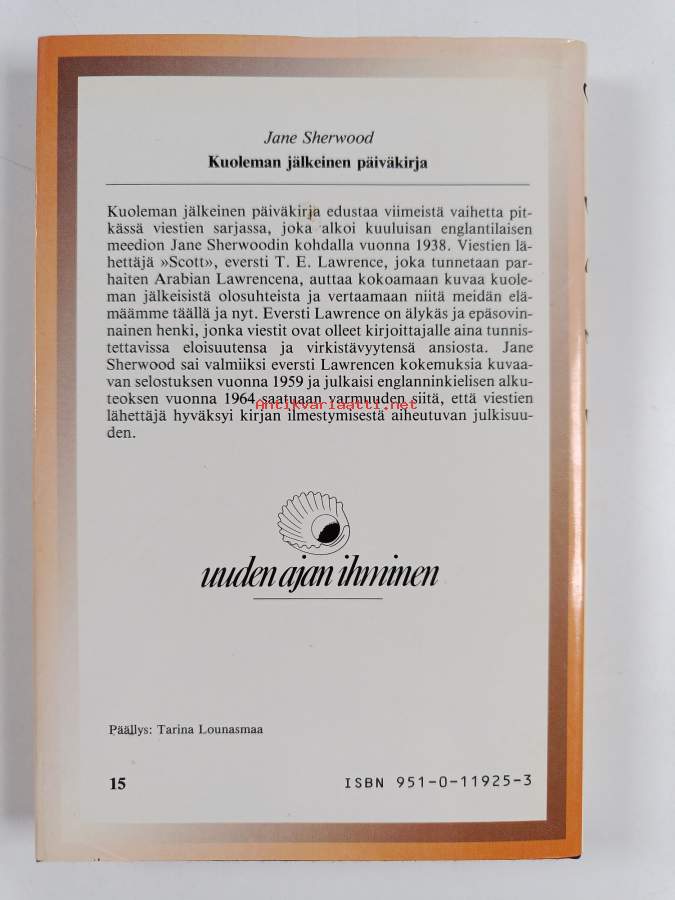 Jane Sherwood
Kuoleman jälkeinen päiväkirja
Kuoleman jälkeinen päiväkirja edustaa viimeistä vaihetta pit-
kässä viestien sarjassa, joka alkoi kuuluisan englantilaisen
meedion Jane Sherwoodin kohdalla vuonna 1938. Viestien lä-
hettäjä »Scott», eversti T. E. Lawrence, joka tunnetaan par-
haiten Arabian Lawrencena, auttaa kokoamaan kuvaa kuole-
man jälkeisistä olosuhteista ja vertaamaan niitä meidän elä-
määmme täällä ja nyt. Eversti Lawrence on älykäs ja epäsovin-
nainen henki, jonka viestit ovat olleet kirjoittajalle aina tunnis-
tettavissa eloisuutensa ja virkistävyytensä ansiosta. Jane
Sherwood sai valmiiksi eversti Lawrencen kokemuksia kuvaa-
van selostuksen vuonna 1959 ja julkaisi englanninkielisen alku-
teoksen vuonna 1964 saatuaan varmuuden siitä, että viestien
Antikvariaatti.net
lähettäjä hyväksyi kirjan ilmestymisestä aiheutuvan julkisuu-
den.
uuden ajan ihminen
Päällys: Tarina Lounasmaa
15
ISBN 951-0-11925-3